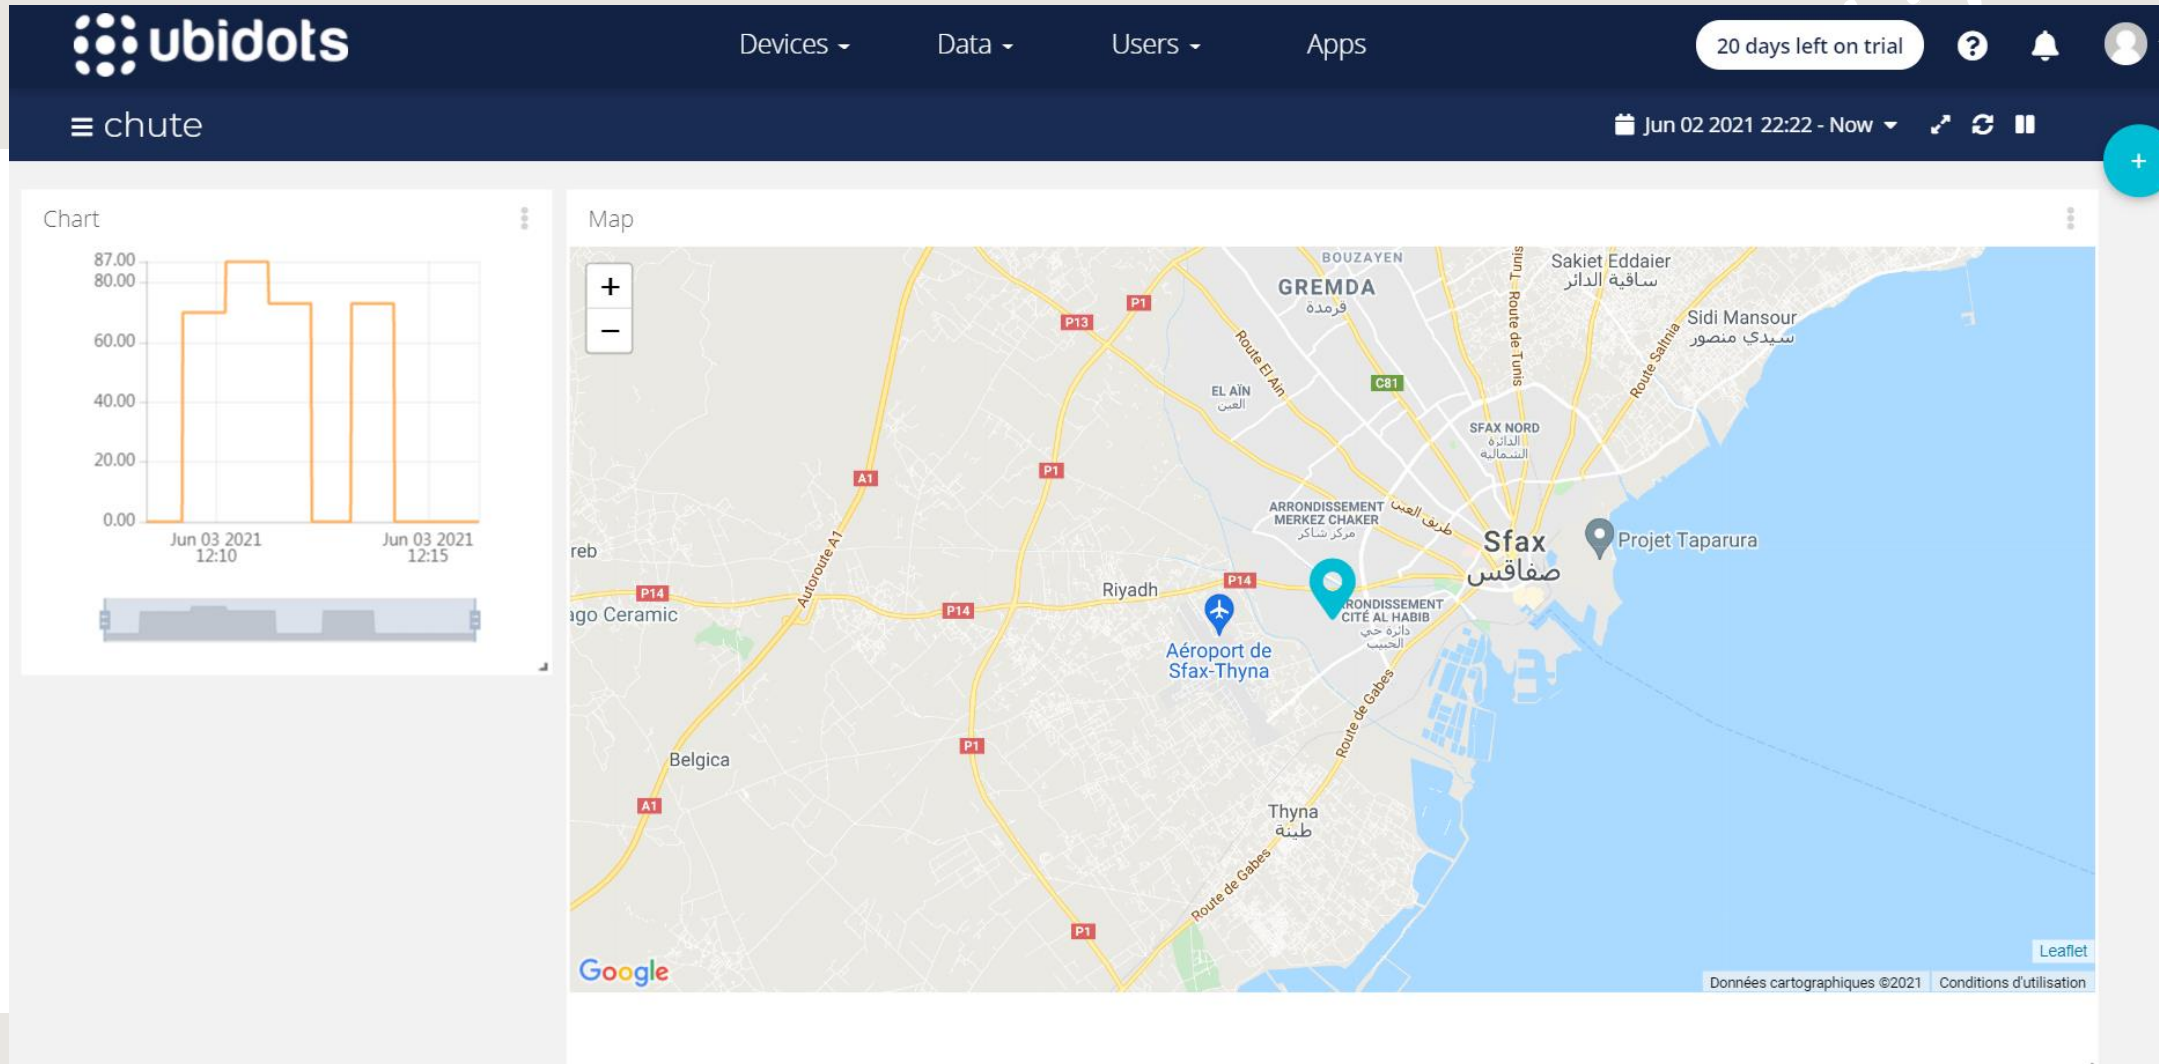 ubidots
Devices
Data
Users
Apps
20 days left on trial
chute
Jun 02 2021 22:22 - Now
Chart
87.00
80.00
60.00
40.00
20.00
0.00
Jun 03 2021
12:10
Jun 03 2021
12:15
Map
+
−
BOUZAYEN
GREMDA
قرمدة
Sakiet Eddaier
ساقية الدائر
Sidi Mansour
سيدي منصور
Route de Tunis
Route Saltnia
Route El Ain
P1
P13
C81
EL AÏN
العين
SFAX NORD
الدائرة
الشمالية
A1
P1
ARRONDISSEMENT
MERKEZ CHAKER
مركز شاكر
طريق العين
Sfax
صفاقس
Projet Taparura
reb
Autoroute A1
P14
ago Ceramic
P14
Riyadh
P14
Aéroport de
Sfax-Thyna
RONDISSEMENT
CITÉ AL HABIB
دائرة حي
الحبيب
Route de Gabes
Belgica
P1
A1
Thyna
طينة
Route de Gabes
P1
Google
Leaflet
Données cartographiques ©2021
Conditions d'utilisation